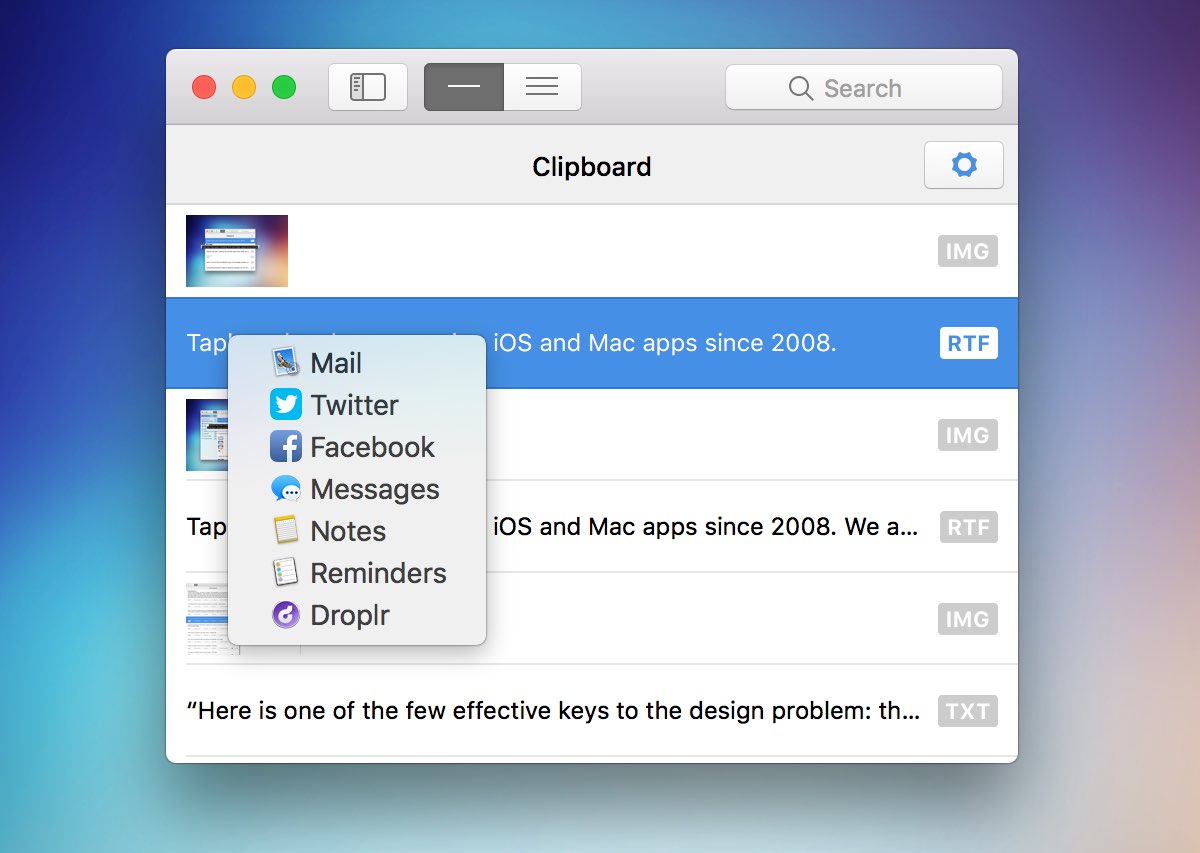 Search
Clipboard
IMG
Tap iOS and Mac apps since 2008.
RTF
Mail
Twitter
Facebook
Messages
Notes
Reminders
Droplr
IMG
Tap iOS and Mac apps since 2008. We a...
RTF
IMG
“Here is one of the few effective keys to the design problem: th...
TXT